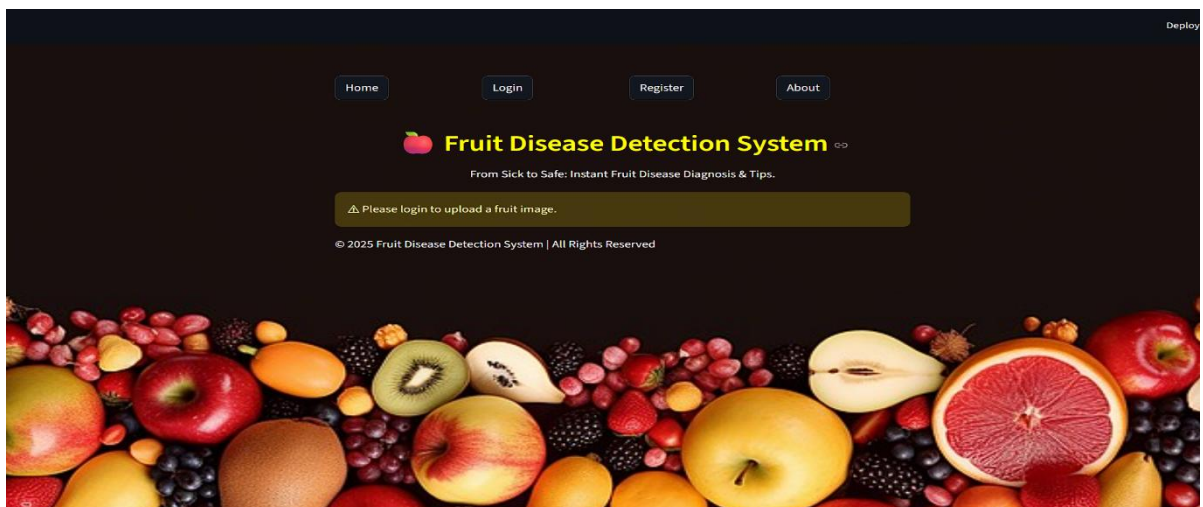 Deploy
Home Login Register About
Fruit Disease Detection System
From Sick to Safe: Instant Fruit Disease Diagnosis & Tips.
⚠ Please login to upload a fruit image.
© 2025 Fruit Disease Detection System | All Rights Reserved